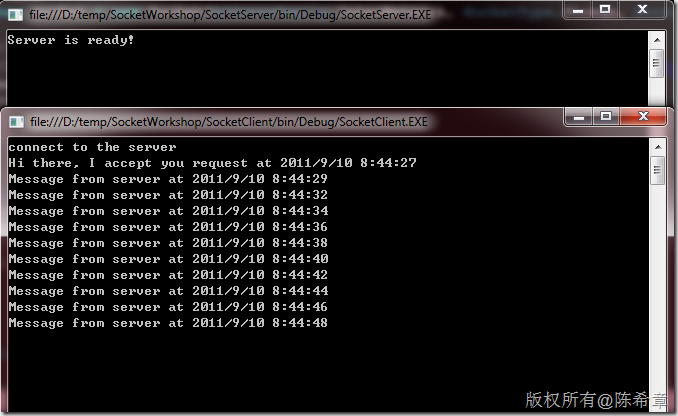 file:///D:/temp/SocketWorkshop/SocketServer/bin/Debug/SocketServer.EXE
Server is ready!
file:///D:/temp/SocketWorkshop/SocketClient/bin/Debug/SocketClient.EXE
connect to the server
Hi there, I accept you request at 2011/9/10 8:44:27
Message from server at 2011/9/10 8:44:29
Message from server at 2011/9/10 8:44:32
Message from server at 2011/9/10 8:44:34
Message from server at 2011/9/10 8:44:36
Message from server at 2011/9/10 8:44:38
Message from server at 2011/9/10 8:44:40
Message from server at 2011/9/10 8:44:42
Message from server at 2011/9/10 8:44:44
Message from server at 2011/9/10 8:44:46
Message from server at 2011/9/10 8:44:48
版权所有@陈希章